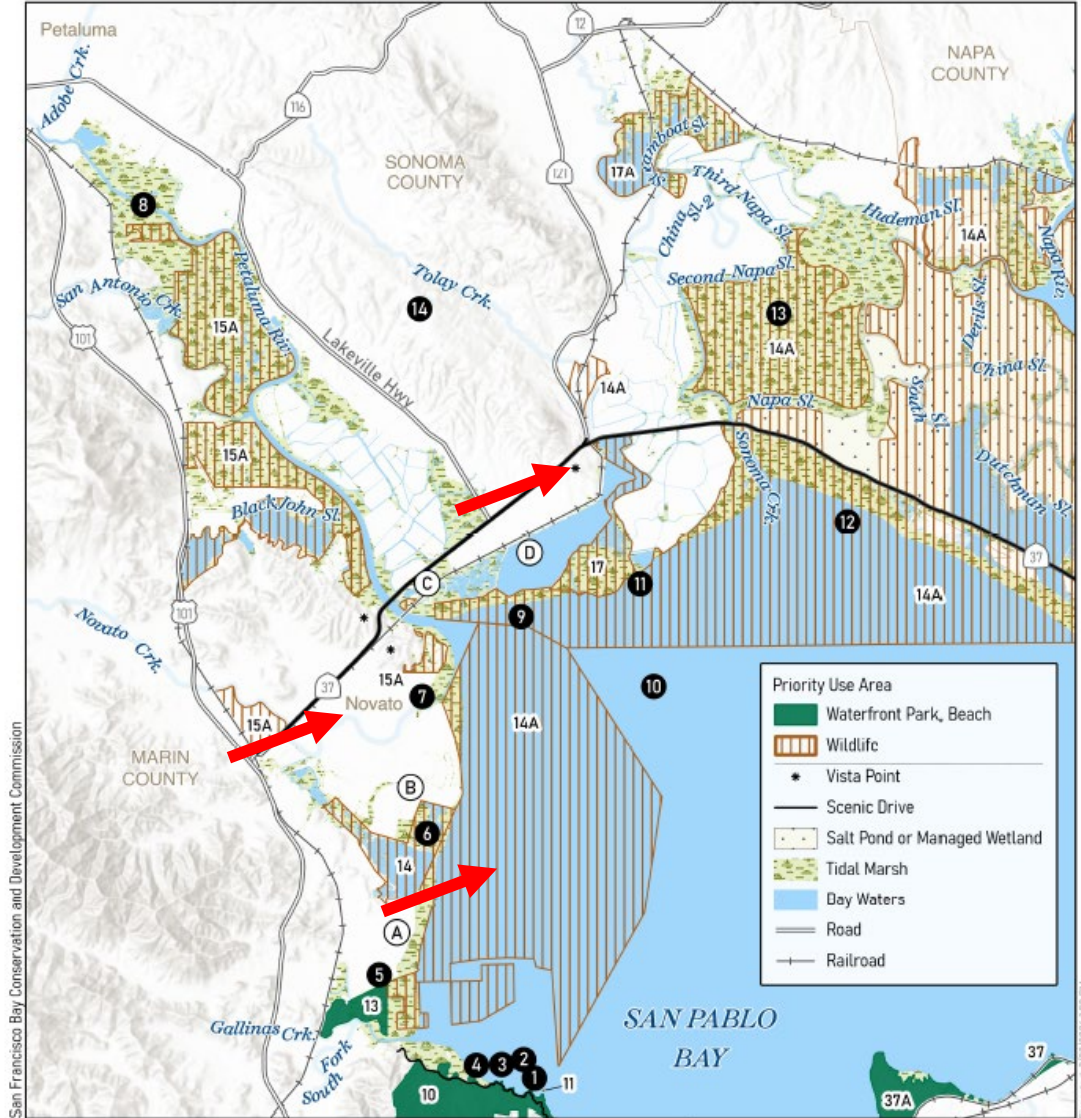 Petaluma
Adobe Crk.
12
NAPA
COUNTY
116
SONOMA
COUNTY
121
17A
Steamboat Sl.
Third Napa Sl.
China Sl. 2
Hudeman Sl.
14A
Napa Riv.
8
San Antonio Crk.
Petaluma Riv.
Tolay Crk.
14
Second Napa Sl.
13
14A
Devils Sl.
101
15A
Lakeville Hwy
China Sl.
South Sl.
14A
Napa Sl.
15A
Sonoma Crk.
Dutchman Sl.
Black John Sl.
12
37
D
C
17
11
14A
101
9
Novato Crk.
10
15A
37
7
Novato
14A
15A
MARIN
COUNTY
B
6
14
A
5
13
Gallinas Crk.
South Fork
SAN PABLO
BAY
4
3
2
1
11
10
37
37A
Priority Use Area
Waterfront Park, Beach
Wildlife
Vista Point
Scenic Drive
Salt Pond or Managed Wetland
Tidal Marsh
Bay Waters
Road
Railroad
San Francisco Bay Conservation and Development Commission